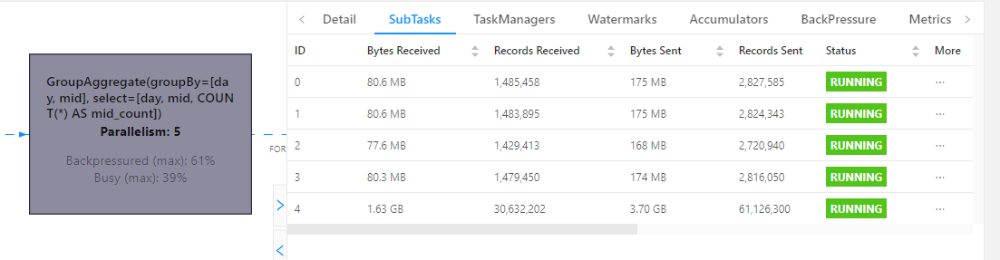 Detail SubTasks TaskManagers Watermarks Accumulators BackPressure Metrics
ID Bytes Received Records Received Bytes Sent Records Sent Status More
0 80.6 MB 1,485,458 175 MB 2,827,585 RUNNING ···
1 80.6 MB 1,483,895 175 MB 2,824,343 RUNNING ···
2 77.6 MB 1,429,413 168 MB 2,720,940 RUNNING ···
3 80.3 MB 1,479,450 174 MB 2,816,050 RUNNING ···
4 1.63 GB 30,632,202 3.70 GB 61,126,300 RUNNING ···
GroupAggregate(groupBy=[da
y, mid], select=[day, mid, COUN
T(*) AS mid_count])
Parallelism: 5
Backpressured (max): 61%
Busy (max): 39%
FOR